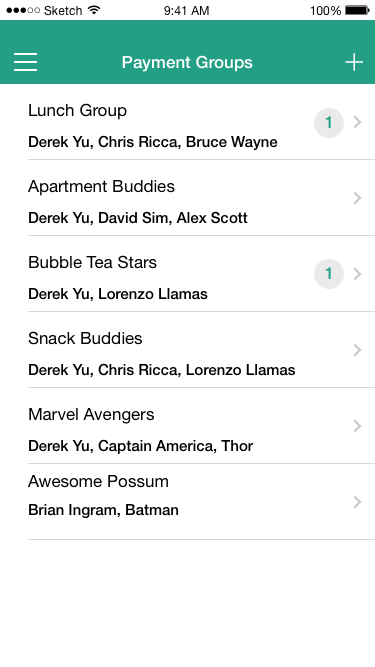 Sketch 9:41 AM 100%
Payment Groups
Lunch Group
1
Derek Yu, Chris Ricca, Bruce Wayne
Apartment Buddies
Derek Yu, David Sim, Alex Scott
Bubble Tea Stars
1
Derek Yu, Lorenzo Llamas
Snack Buddies
Derek Yu, Chris Ricca, Lorenzo Llamas
Marvel Avengers
Derek Yu, Captain America, Thor
Awesome Possum
Brian Ingram, Batman